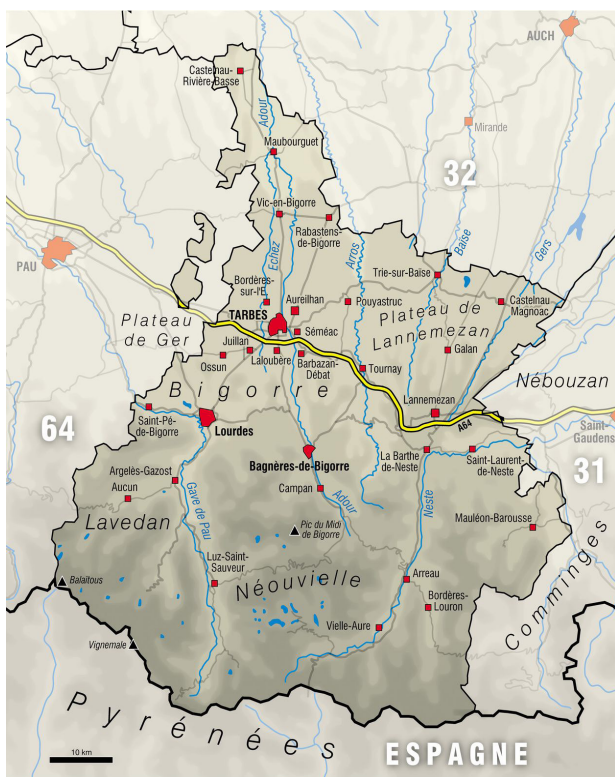 AUCH
Castelnau-
Rivière-Basse
Adour
Mirande
Maubourguet
32
Vic-en-Bigorre
Rabastens-
de-Bigorre
Echez
Arros
Baïse
Gers
PAU
Trie-sur-Baïse
Bordères-
sur-l'E.
Aureilhan
Pouyastruc
Castelnau-
Magnoac
TARBES
Plateau
de Ger
Séméac
Plateau de
Lannemezan
Juillan
Ossun
Laloubère
Barbazan-
Débat
Galan
Tournay
Nébouzan
Bigorre
Lannemezan
A64
Saint-
Gaudens
Saint-Pé-
de-Bigorre
Lourdes
64
31
La Barthe
de-Neste
Saint-Laurent-
de-Neste
Bagnères-de-Bigorre
Argelès-Gazost
Aucun
Campan
Adour
Gave de Pau
Neste
Lavedan
Pic du Midi
de Bigorre
Mauléon-Barousse
Luz-Saint-
Sauveur
Néouvielle
Balaïtous
Arreau
Bordères-
Louron
Comminges
Vielle-Aure
Vignemale
Pyrénées
10 km
ESPAGNE